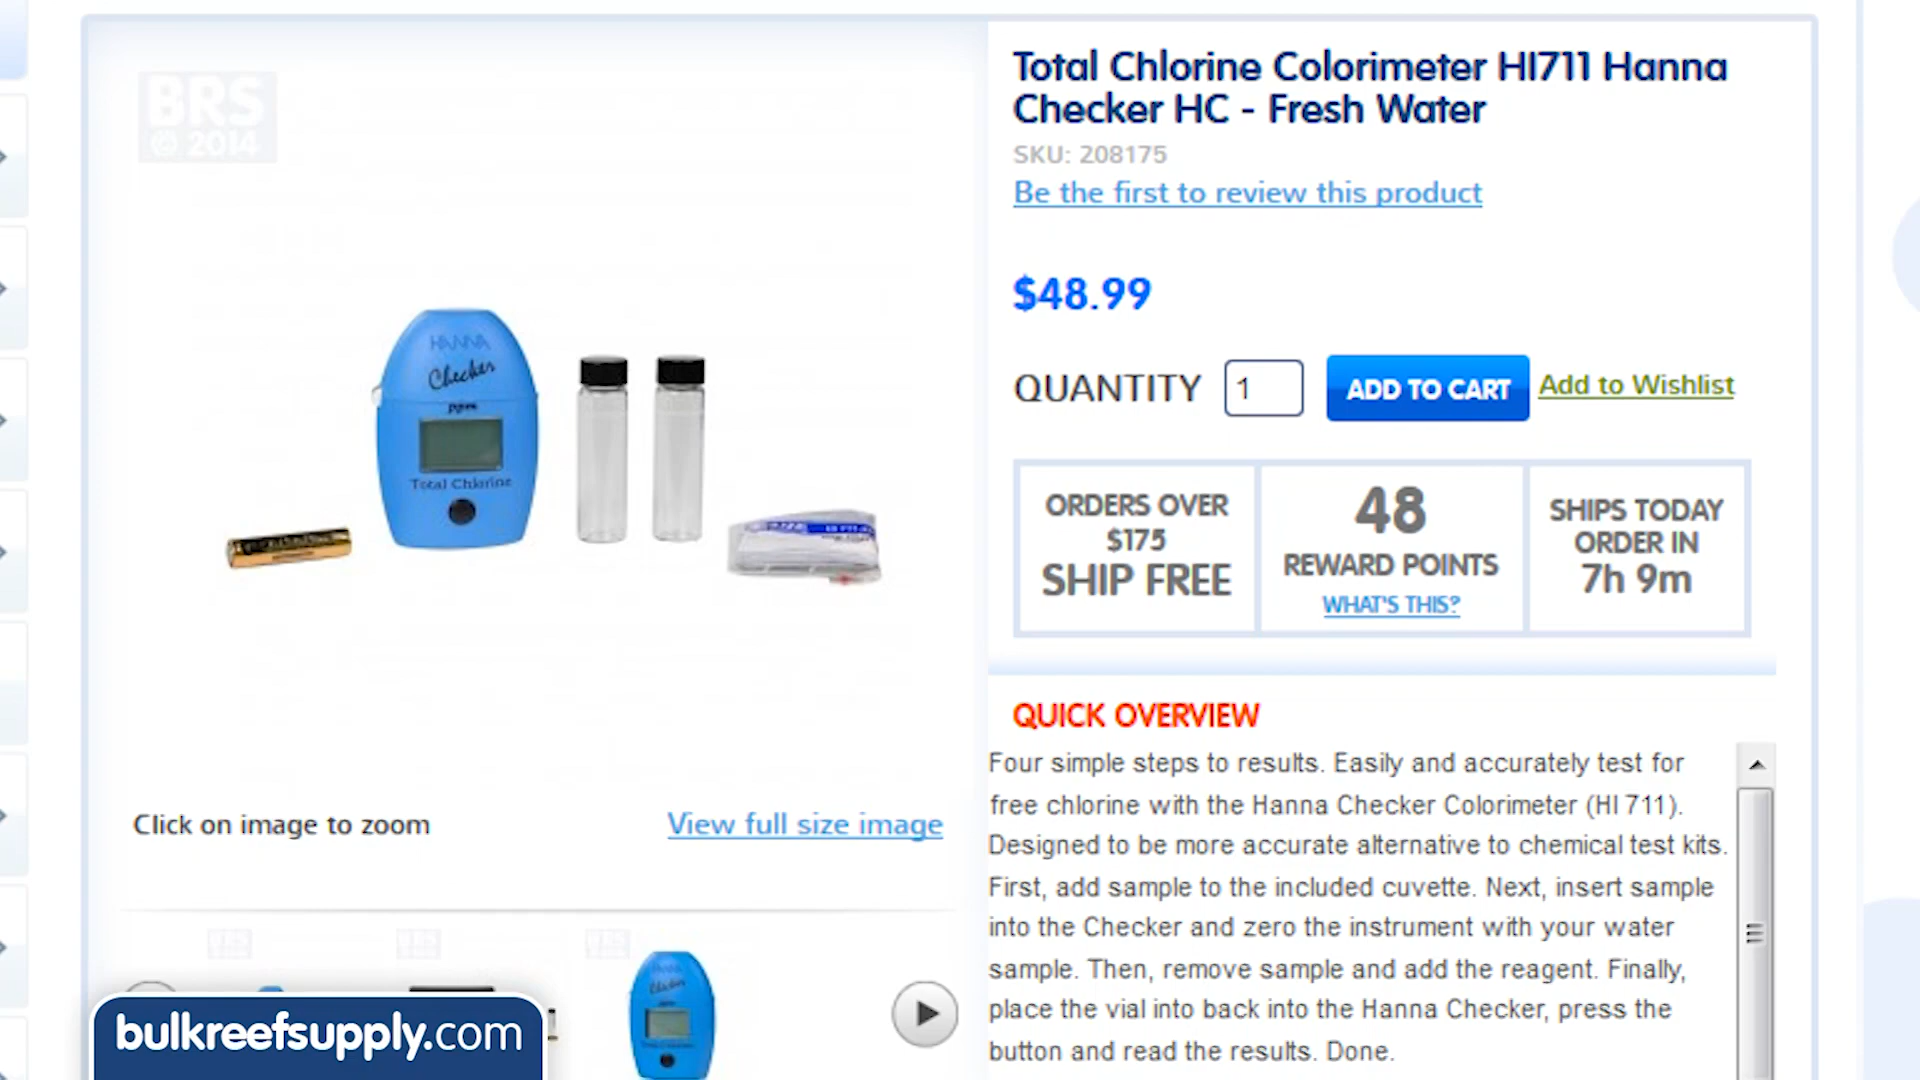 BRS
© 2014
HANNA
Checker
ppm
Total Chlorine
Click on image to zoom
View full size image
bulkreefsupply.com
Total Chlorine Colorimeter HI711 Hanna
Checker HC - Fresh Water
SKU: 208175
Be the first to review this product
$48.99
QUANTITY 1 ADD TO CART Add to Wishlist
ORDERS OVER
$175
SHIP FREE
48
REWARD POINTS
WHAT'S THIS?
SHIPS TODAY
ORDER IN
7h 9m
QUICK OVERVIEW
Four simple steps to results. Easily and accurately test for
free chlorine with the Hanna Checker Colorimeter (HI 711).
Designed to be more accurate alternative to chemical test kits.
First, add sample to the included cuvette. Next, insert sample
into the Checker and zero the instrument with your water
sample. Then, remove sample and add the reagent. Finally,
place the vial into back into the Hanna Checker, press the
button and read the results. Done.